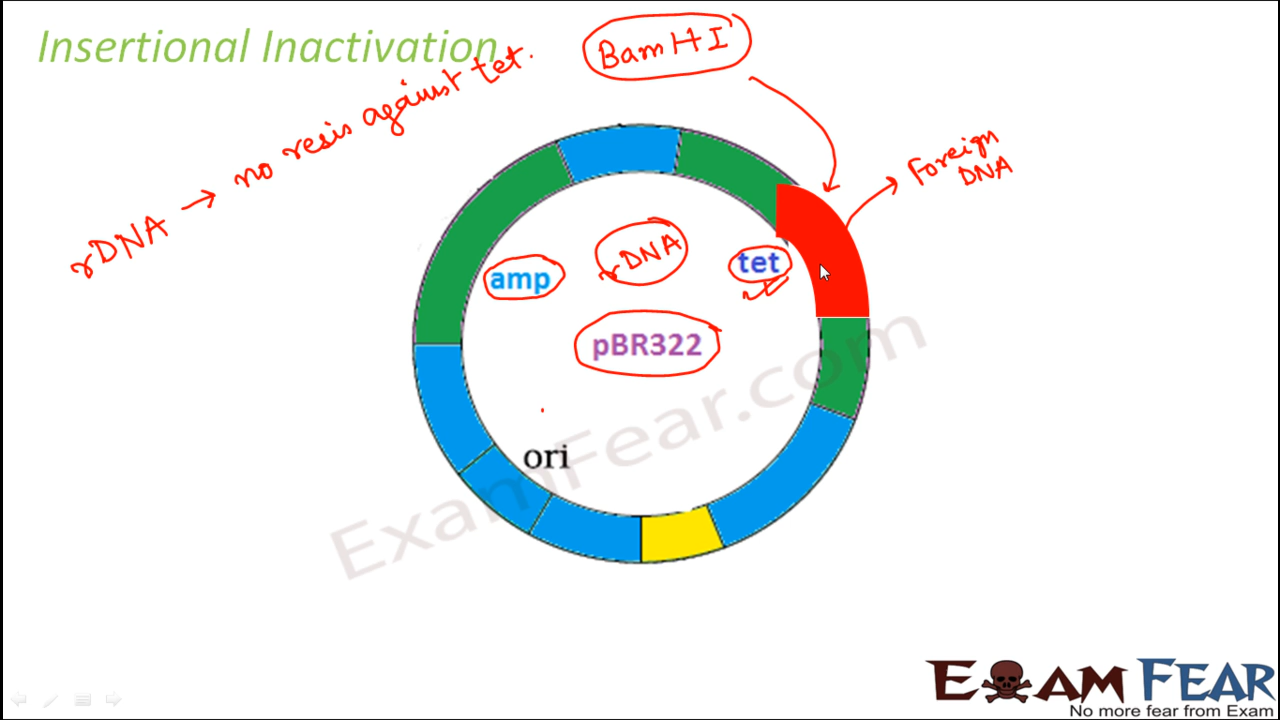 Insertional Inactivation
BamHI
rDNA → no resis against tet.
Foreign
DNA
amp
rDNA
tet
pBR322
ori
ExamFear.com
EXAM FEAR
No more fear from Exam